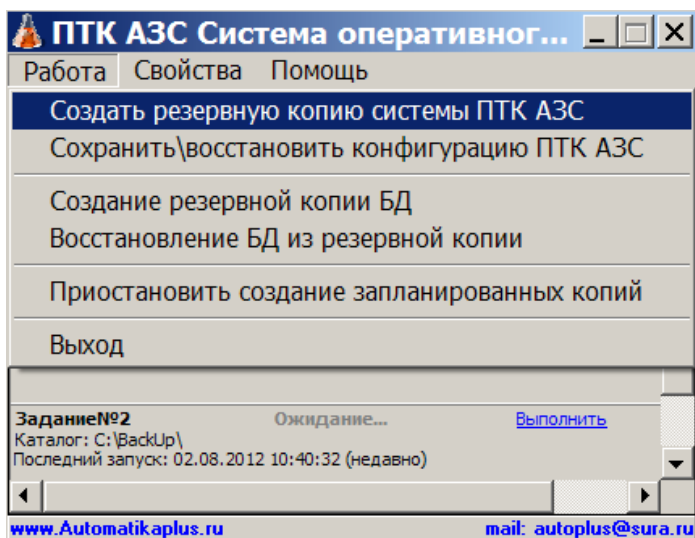 ПТК АЗС Система оперативног...
Работа Свойства Помощь
Создать резервную копию системы ПТК АЗС
Сохранить\восстановить конфигурацию ПТК АЗС
Создание резервной копии БД
Восстановление БД из резервной копии
Приостановить создание запланированных копий
Выход
Задание№2 Ожидание... Выполнить
Каталог: C:\BackUp\
Последний запуск: 02.08.2012 10:40:32 (недавно)
www.Automatikaplus.ru mail: autoplus@sura.ru